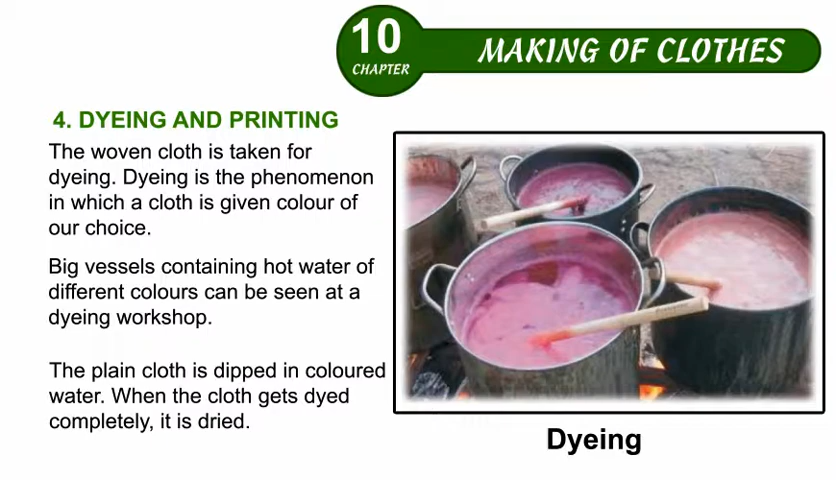 10
CHAPTER
MAKING OF CLOTHES
4. DYEING AND PRINTING
The woven cloth is taken for
dyeing. Dyeing is the phenomenon
in which a cloth is given colour of
our choice.
Big vessels containing hot water of
different colours can be seen at a
dyeing workshop.
The plain cloth is dipped in coloured
water. When the cloth gets dyed
completely, it is dried.
Dyeing